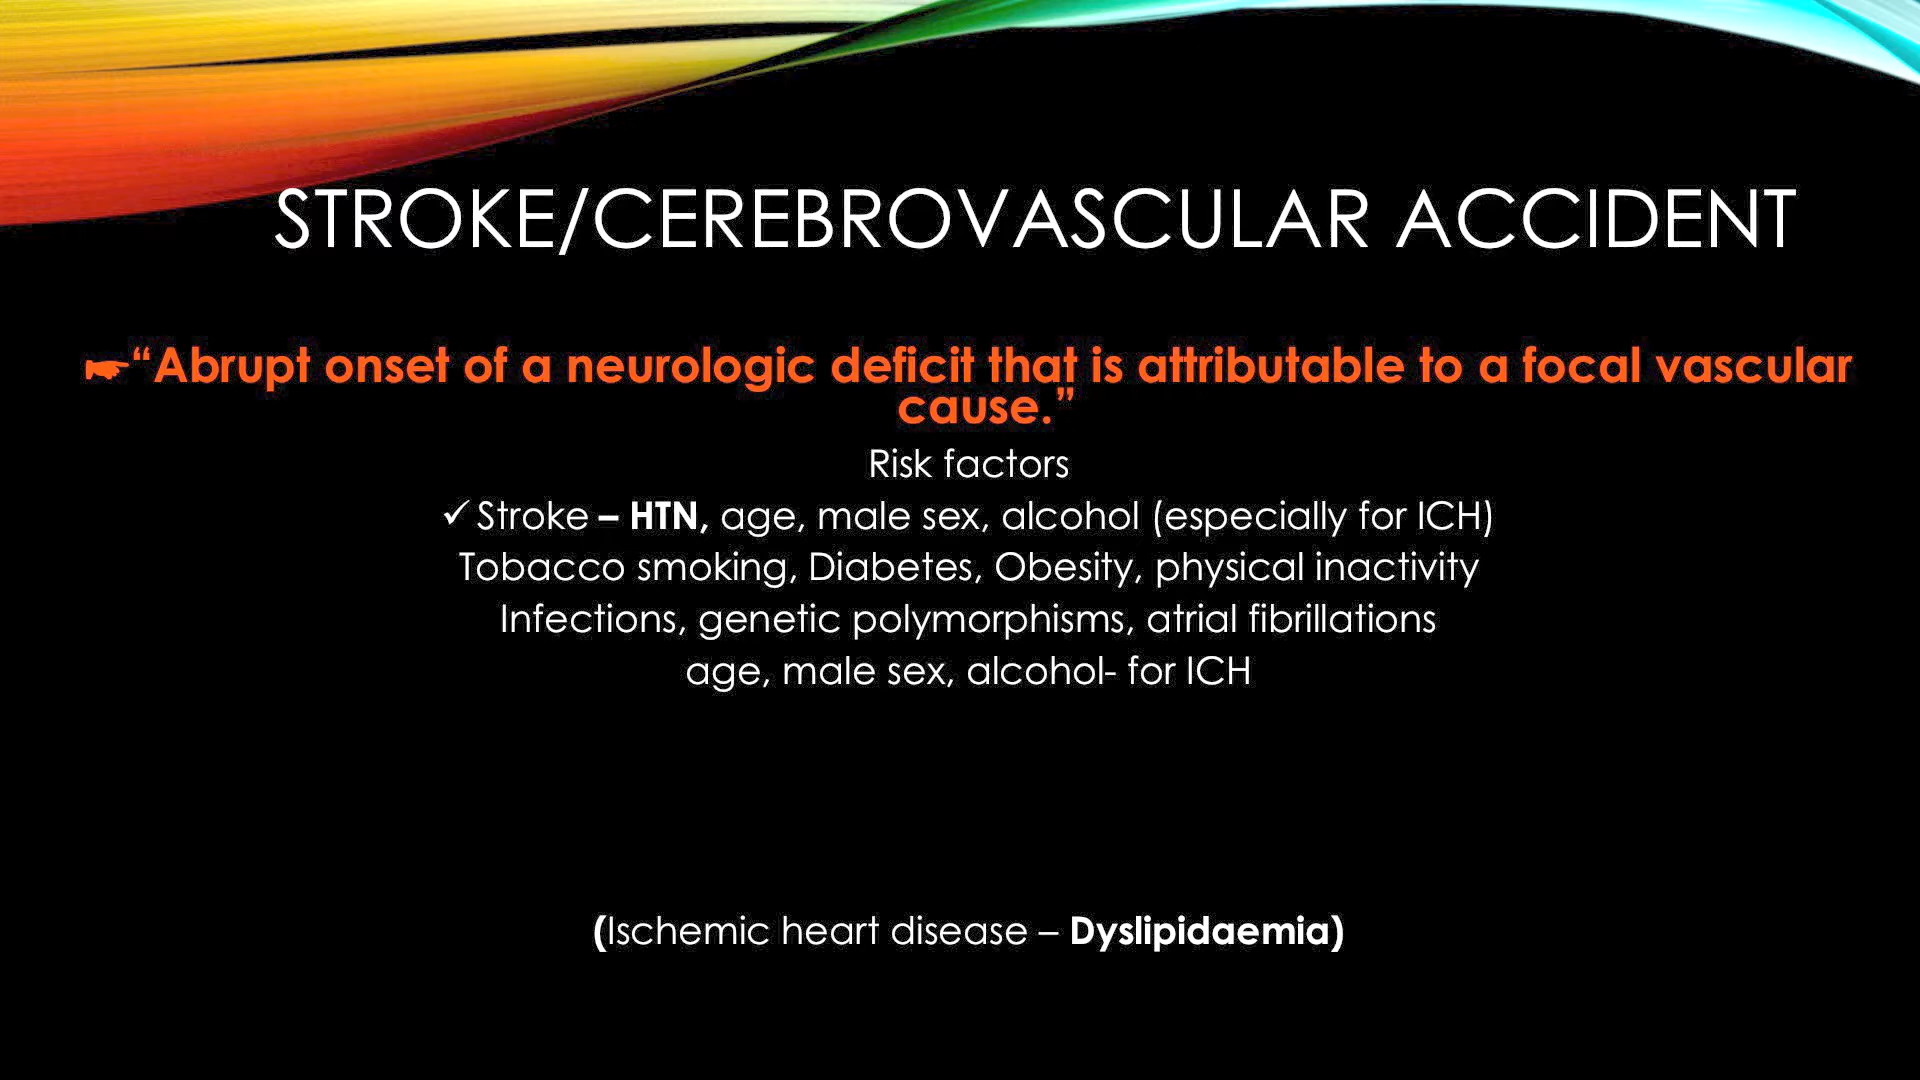 STROKE/CEREBROVASCULAR ACCIDENT
☛“Abrupt onset of a neurologic deficit that is attributable to a focal vascular
cause.”
Risk factors
✓Stroke – HTN, age, male sex, alcohol (especially for ICH)
Tobacco smoking, Diabetes, Obesity, physical inactivity
Infections, genetic polymorphisms, atrial fibrillations
age, male sex, alcohol- for ICH
(Ischemic heart disease – Dyslipidaemia)